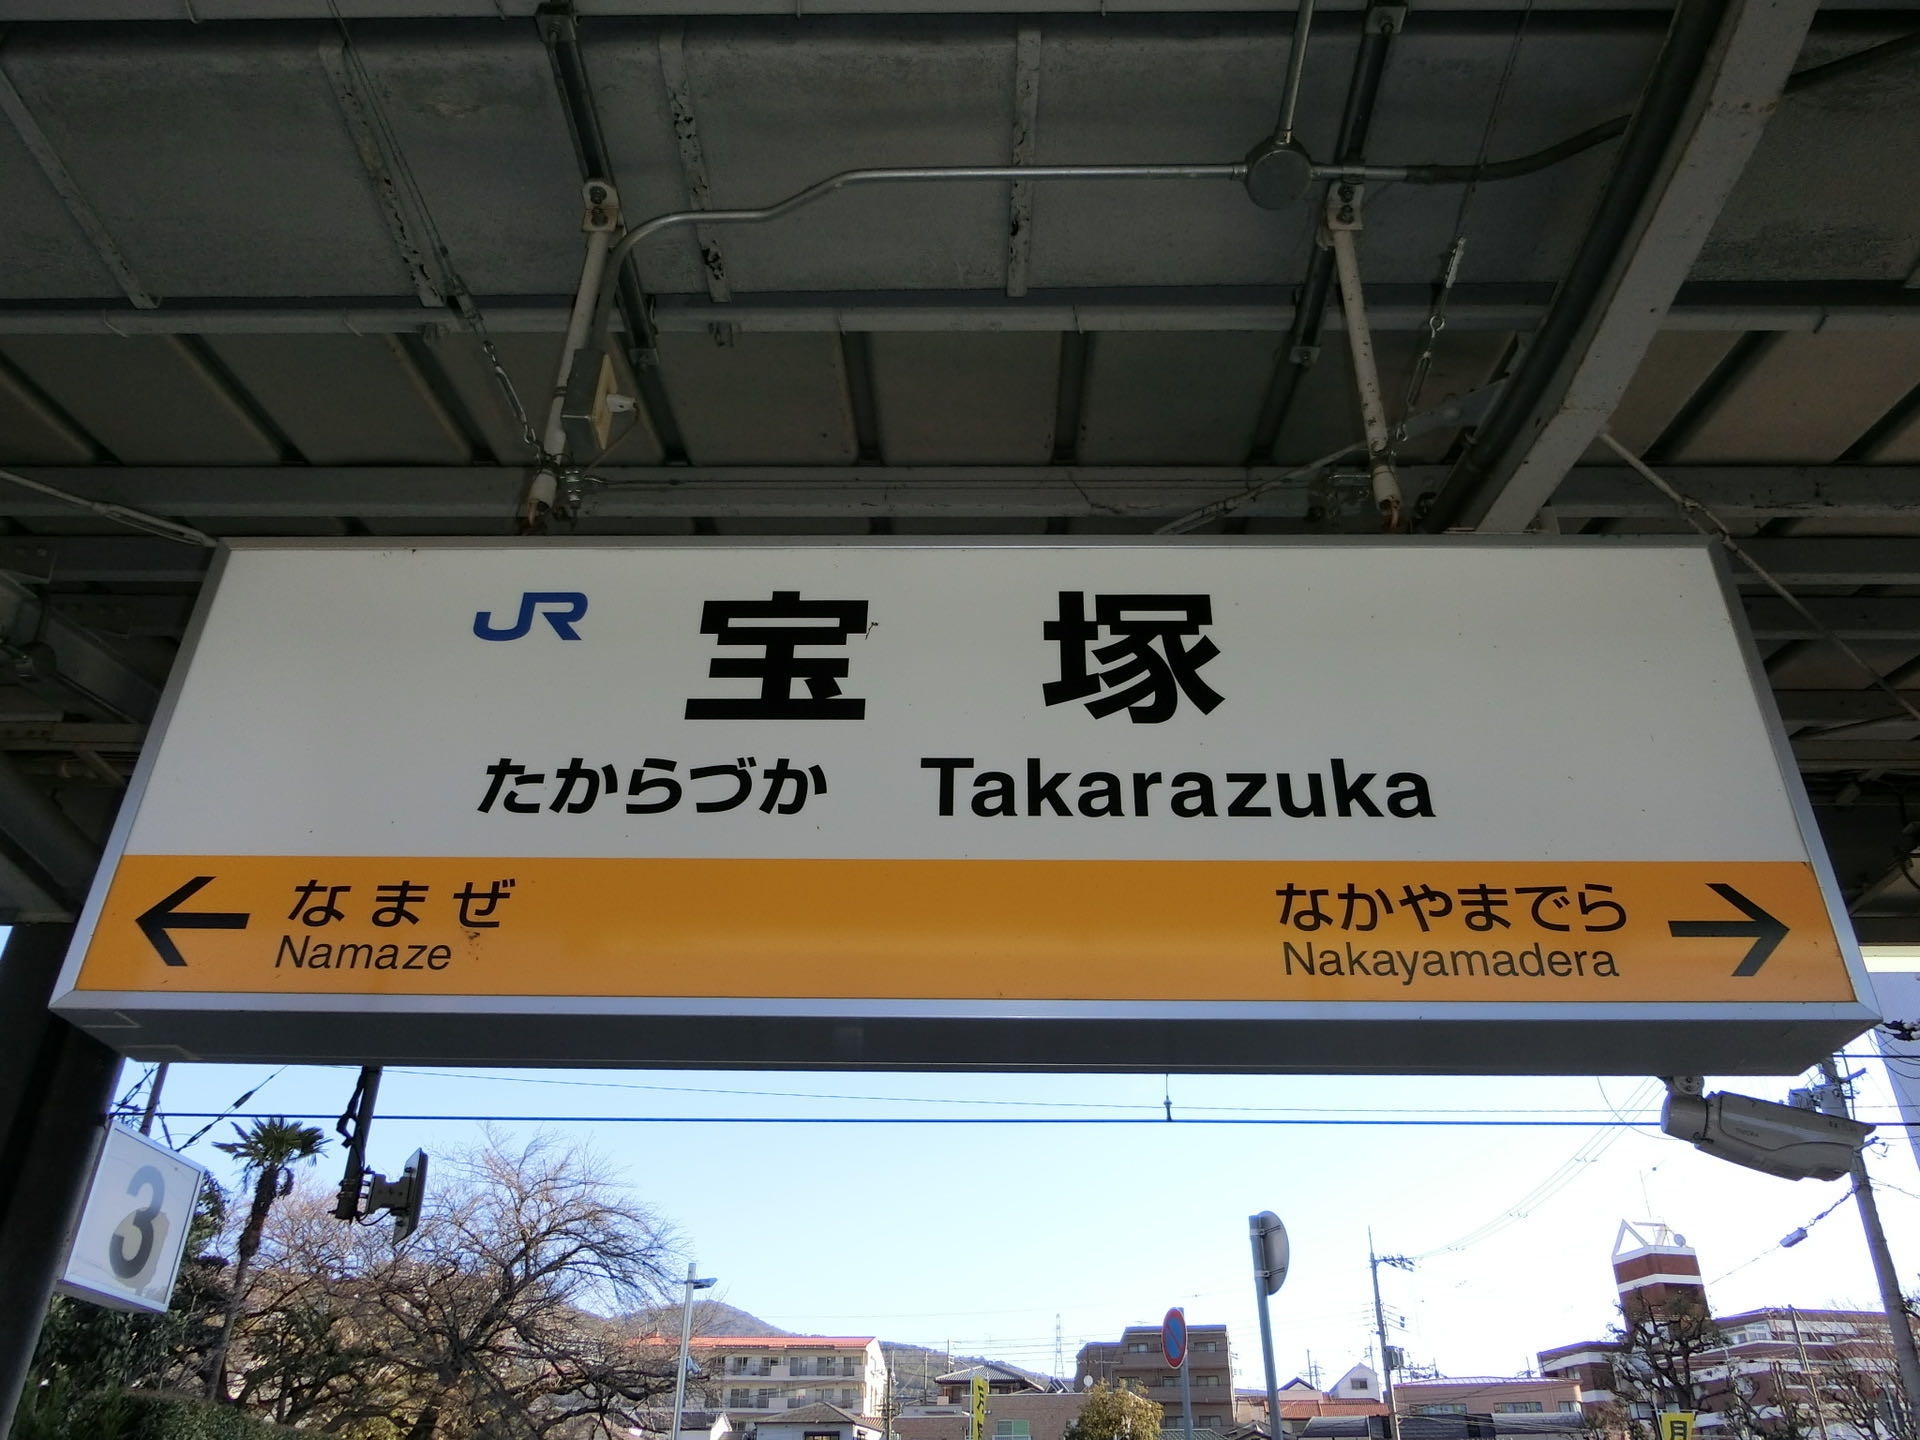 JR 宝塚
たからづか Takarazuka
← なまぜ なかやまでら →
Namaze Nakayamadera
3
月